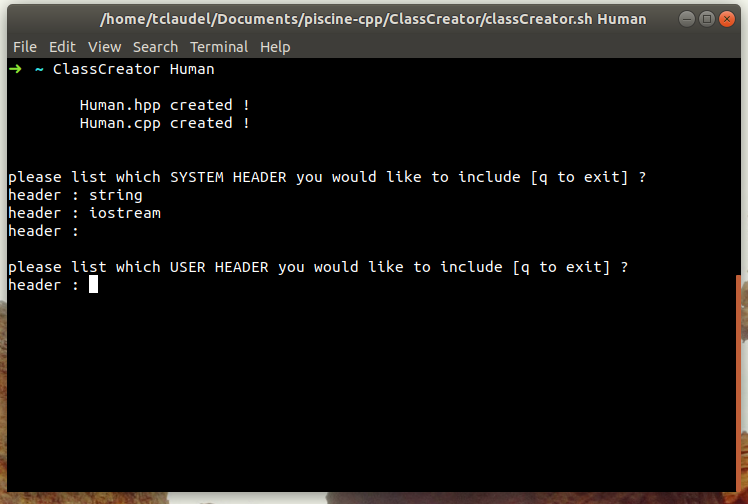 /home/tclaudel/Documents/piscine-cpp/ClassCreator/classCreator.sh Human
File Edit View Search Terminal Help
➜ ~ ClassCreator Human
Human.hpp created !
Human.cpp created !
please list which SYSTEM HEADER you would like to include [q to exit] ?
header : string
header : iostream
header :
please list which USER HEADER you would like to include [q to exit] ?
header :